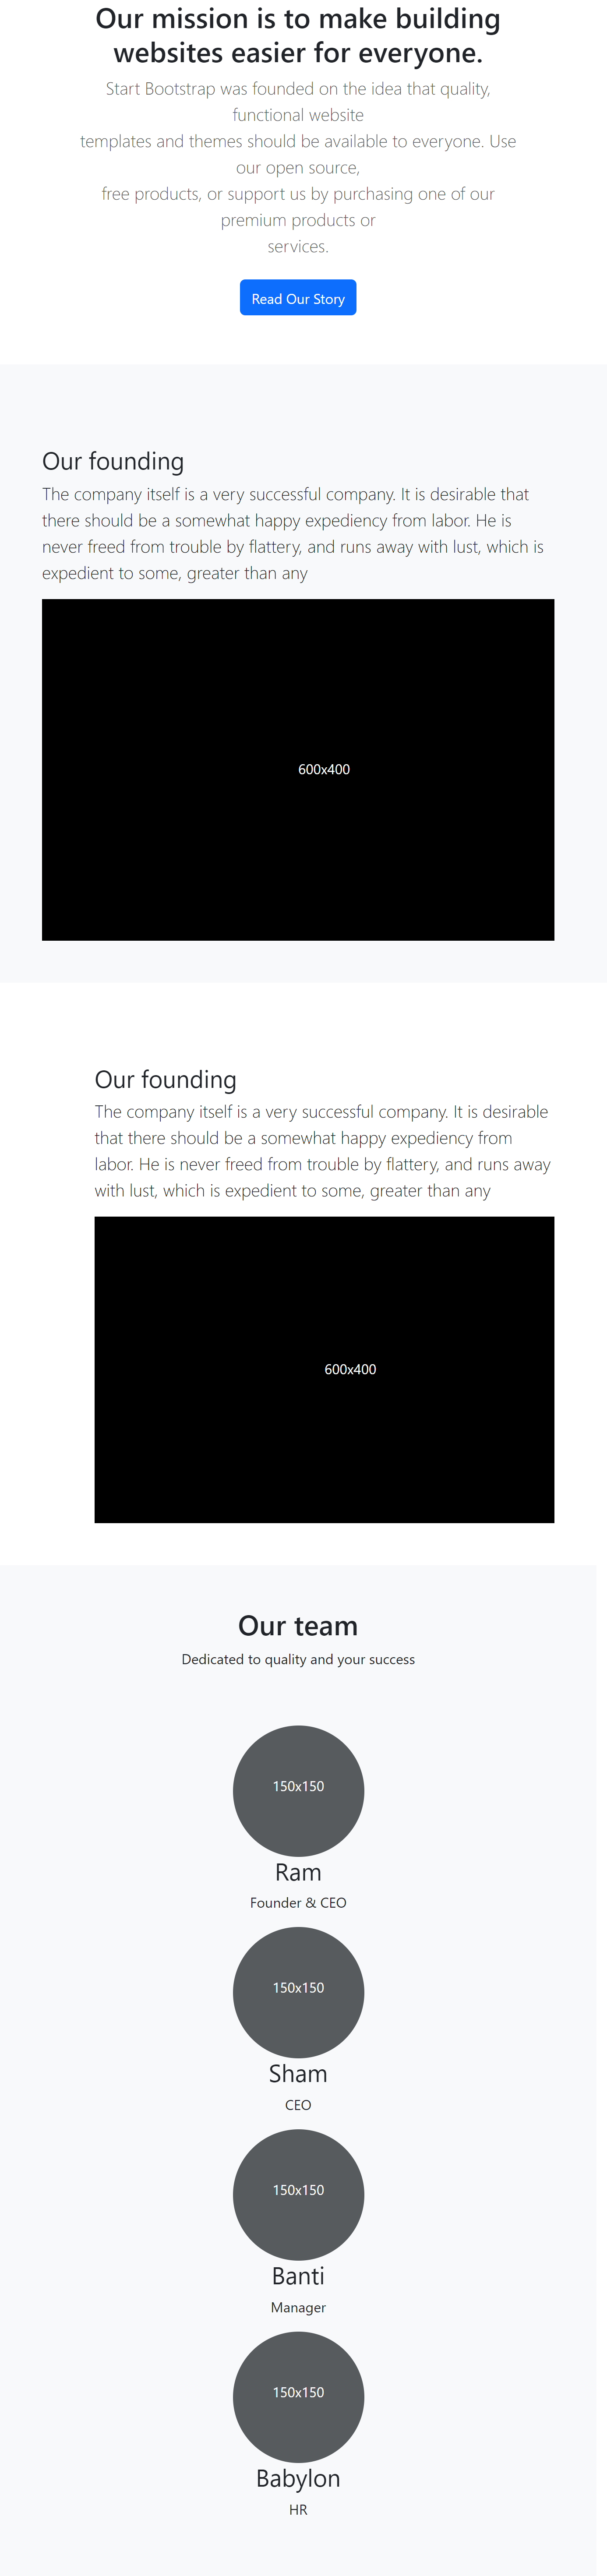 Our mission is to make building
websites easier for everyone.
Start Bootstrap was founded on the idea that quality,
functional website
templates and themes should be available to everyone. Use
our open source,
free products, or support us by purchasing one of our
premium products or
services.
Read Our Story
Our founding
The company itself is a very successful company. It is desirable that
there should be a somewhat happy expediency from labor. He is
never freed from trouble by flattery, and runs away with lust, which is
expedient to some, greater than any
600x400
Our founding
The company itself is a very successful company. It is desirable
that there should be a somewhat happy expediency from
labor. He is never freed from trouble by flattery, and runs away
with lust, which is expedient to some, greater than any
600x400
Our team
Dedicated to quality and your success
150x150
Ram
Founder & CEO
150x150
Sham
CEO
150x150
Banti
Manager
150x150
Babylon
HR